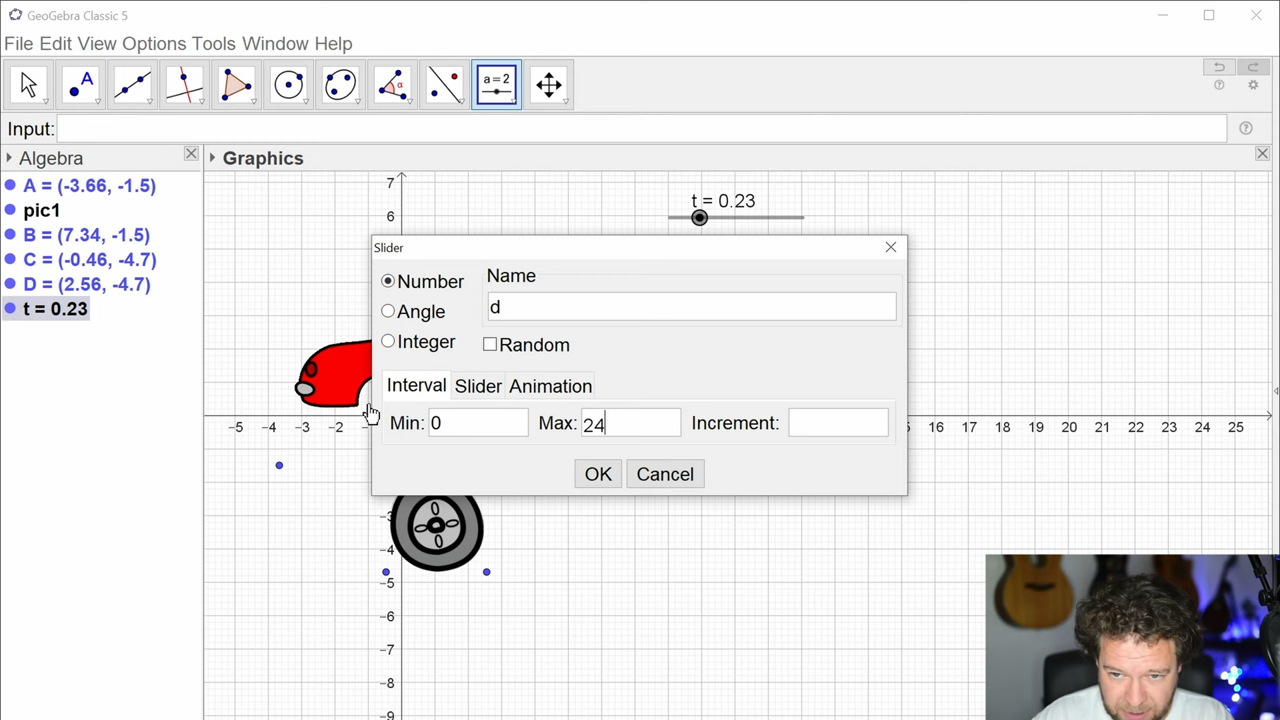 GeoGebra Classic 5
File Edit View Options Tools Window Help
A
α
a=2
Input:
Algebra
Graphics
A = (-3.66, -1.5)
pic1
B = (7.34, -1.5)
C = (-0.46, -4.7)
D = (2.56, -4.7)
t = 0.23
7
t = 0.23
6
Slider
Number
Name
d
Angle
Integer
Random
Interval Slider Animation
Min: 0 Max: 24 Increment:
OK Cancel
-5 -4 -3 -2 16 17 18 19 20 21 22 23 24 25
-3
-4
-5
-6
-7
-8
-9